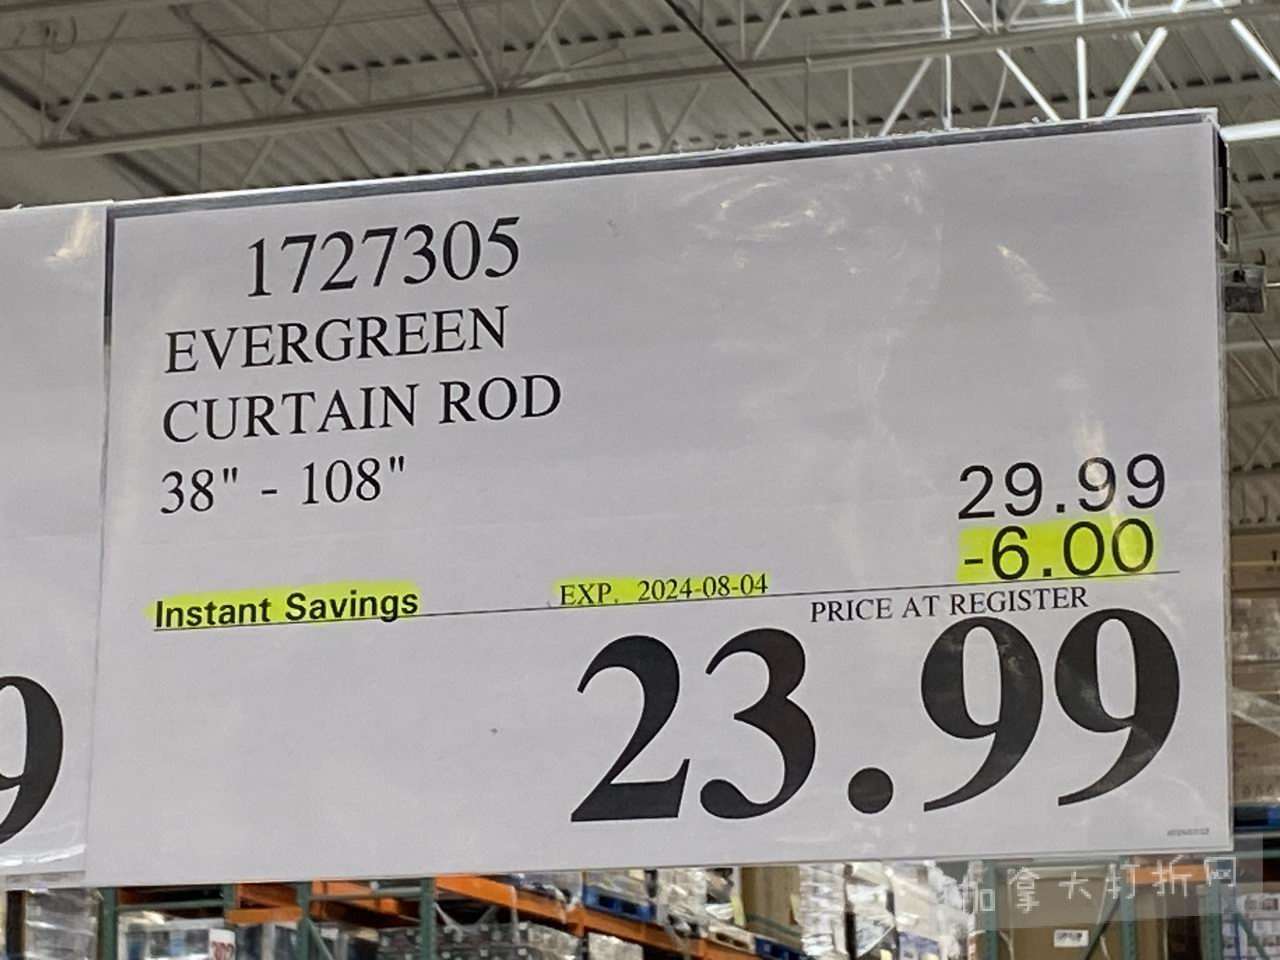 1727305
EVERGREEN
CURTAIN ROD
38" - 108"
29.99
-6.00
Instant Savings EXP. 2024-08-04
PRICE AT REGISTER
23.99
9
加拿大打折网